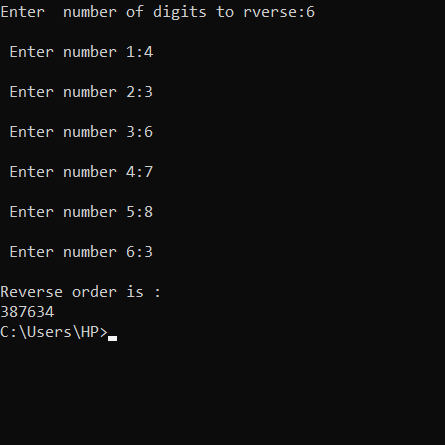 Enter  number of digits to rverse:6
Enter number 1:4
Enter number 2:3
Enter number 3:6
Enter number 4:7
Enter number 5:8
Enter number 6:3
Reverse order is :
387634
C:\Users\HP>